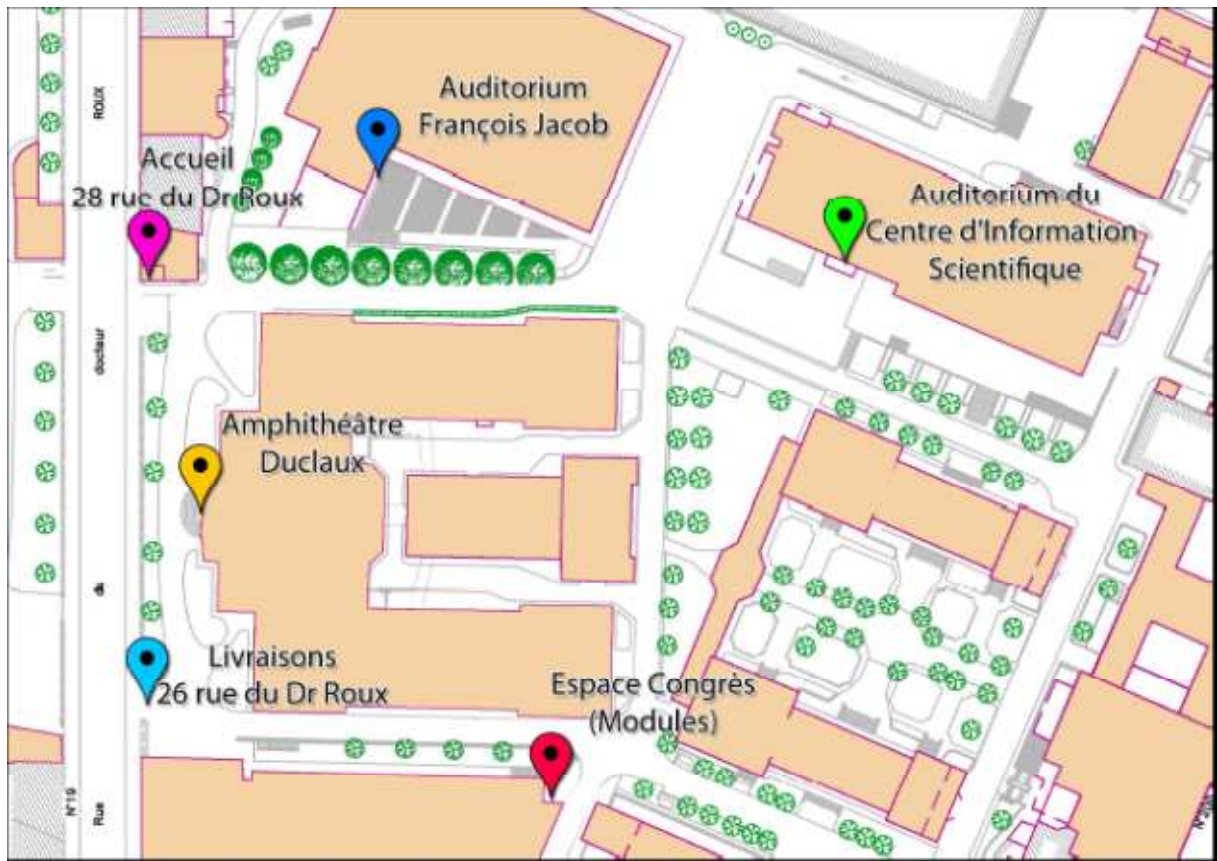 Auditorium
François Jacob
ROUX
Accueil
28 rue du Dr Roux
Auditorium du
Centre d'Information
Scientifique
docteur
Amphithéâtre
Duclaux
du
Livraisons
26 rue du Dr Roux
Espace Congrès
(Modules)
N°19
Rue